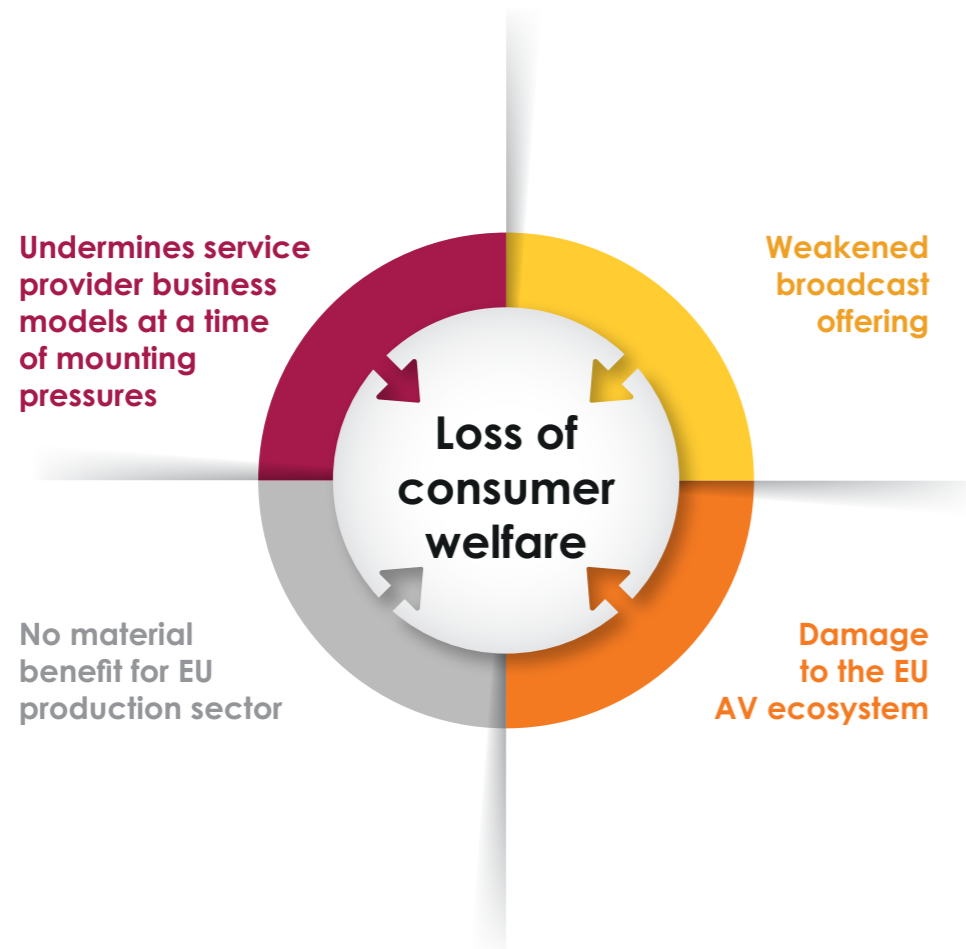 Undermines service
provider business
models at a time
of mounting
pressures
Weakened
broadcast
offering
Loss of
consumer
welfare
No material
benefit for EU
production sector
Damage
to the EU
AV ecosystem